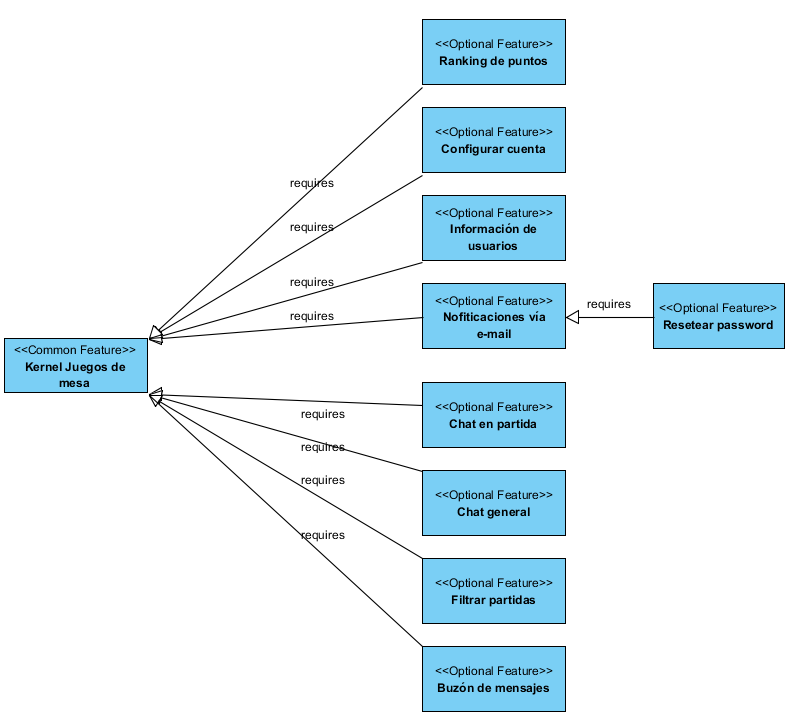 <<Optional Feature>>
Ranking de puntos
<<Optional Feature>>
Configurar cuenta
requires
<<Optional Feature>>
Información de
usuarios
requires
requires
<<Optional Feature>>
Nofiticaciones vía
e-mail
requires
requires
<<Optional Feature>>
Resetear password
<<Common Feature>>
Kernel Juegos de
mesa
<<Optional Feature>>
Chat en partida
requires
requires
<<Optional Feature>>
Chat general
requires
requires
<<Optional Feature>>
Filtrar partidas
<<Optional Feature>>
Buzón de mensajes